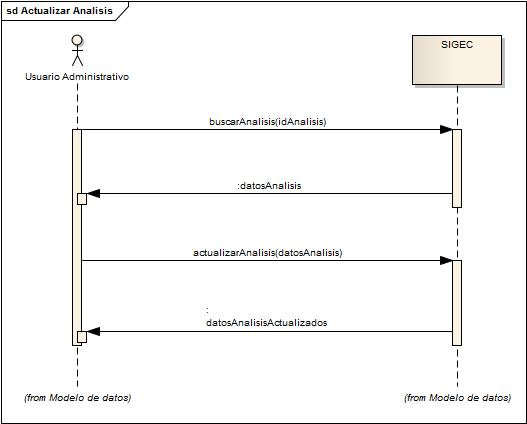 sd Actualizar Analisis
SIGEC
Usuario Administrativo
buscarAnalisis(idAnalisis)
:datosAnalisis
actualizarAnalisis(datosAnalisis)
:
datosAnalisisActualizados
(from Modelo de datos)
(from Modelo de datos)